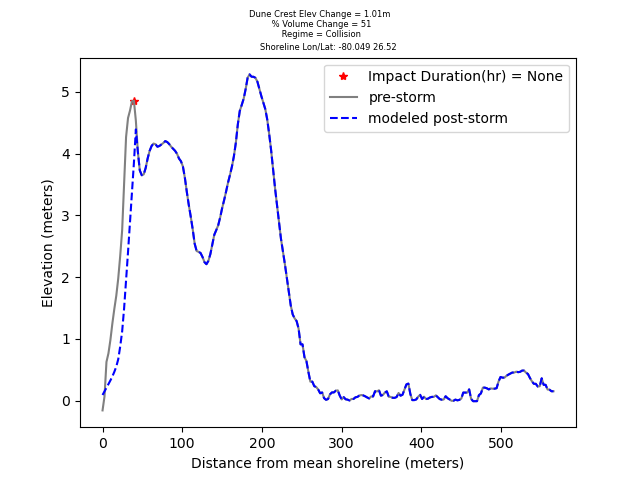 Dune Crest Elev Change = 1.01m
% Volume Change = 51
Regime = Collision
Shoreline Lon/Lat: -80.049 26.52
Impact Duration(hr) = None
pre-storm
modeled post-storm
Elevation (meters)
5
4
3
2
1
0
0 100 200 300 400 500
Distance from mean shoreline (meters)